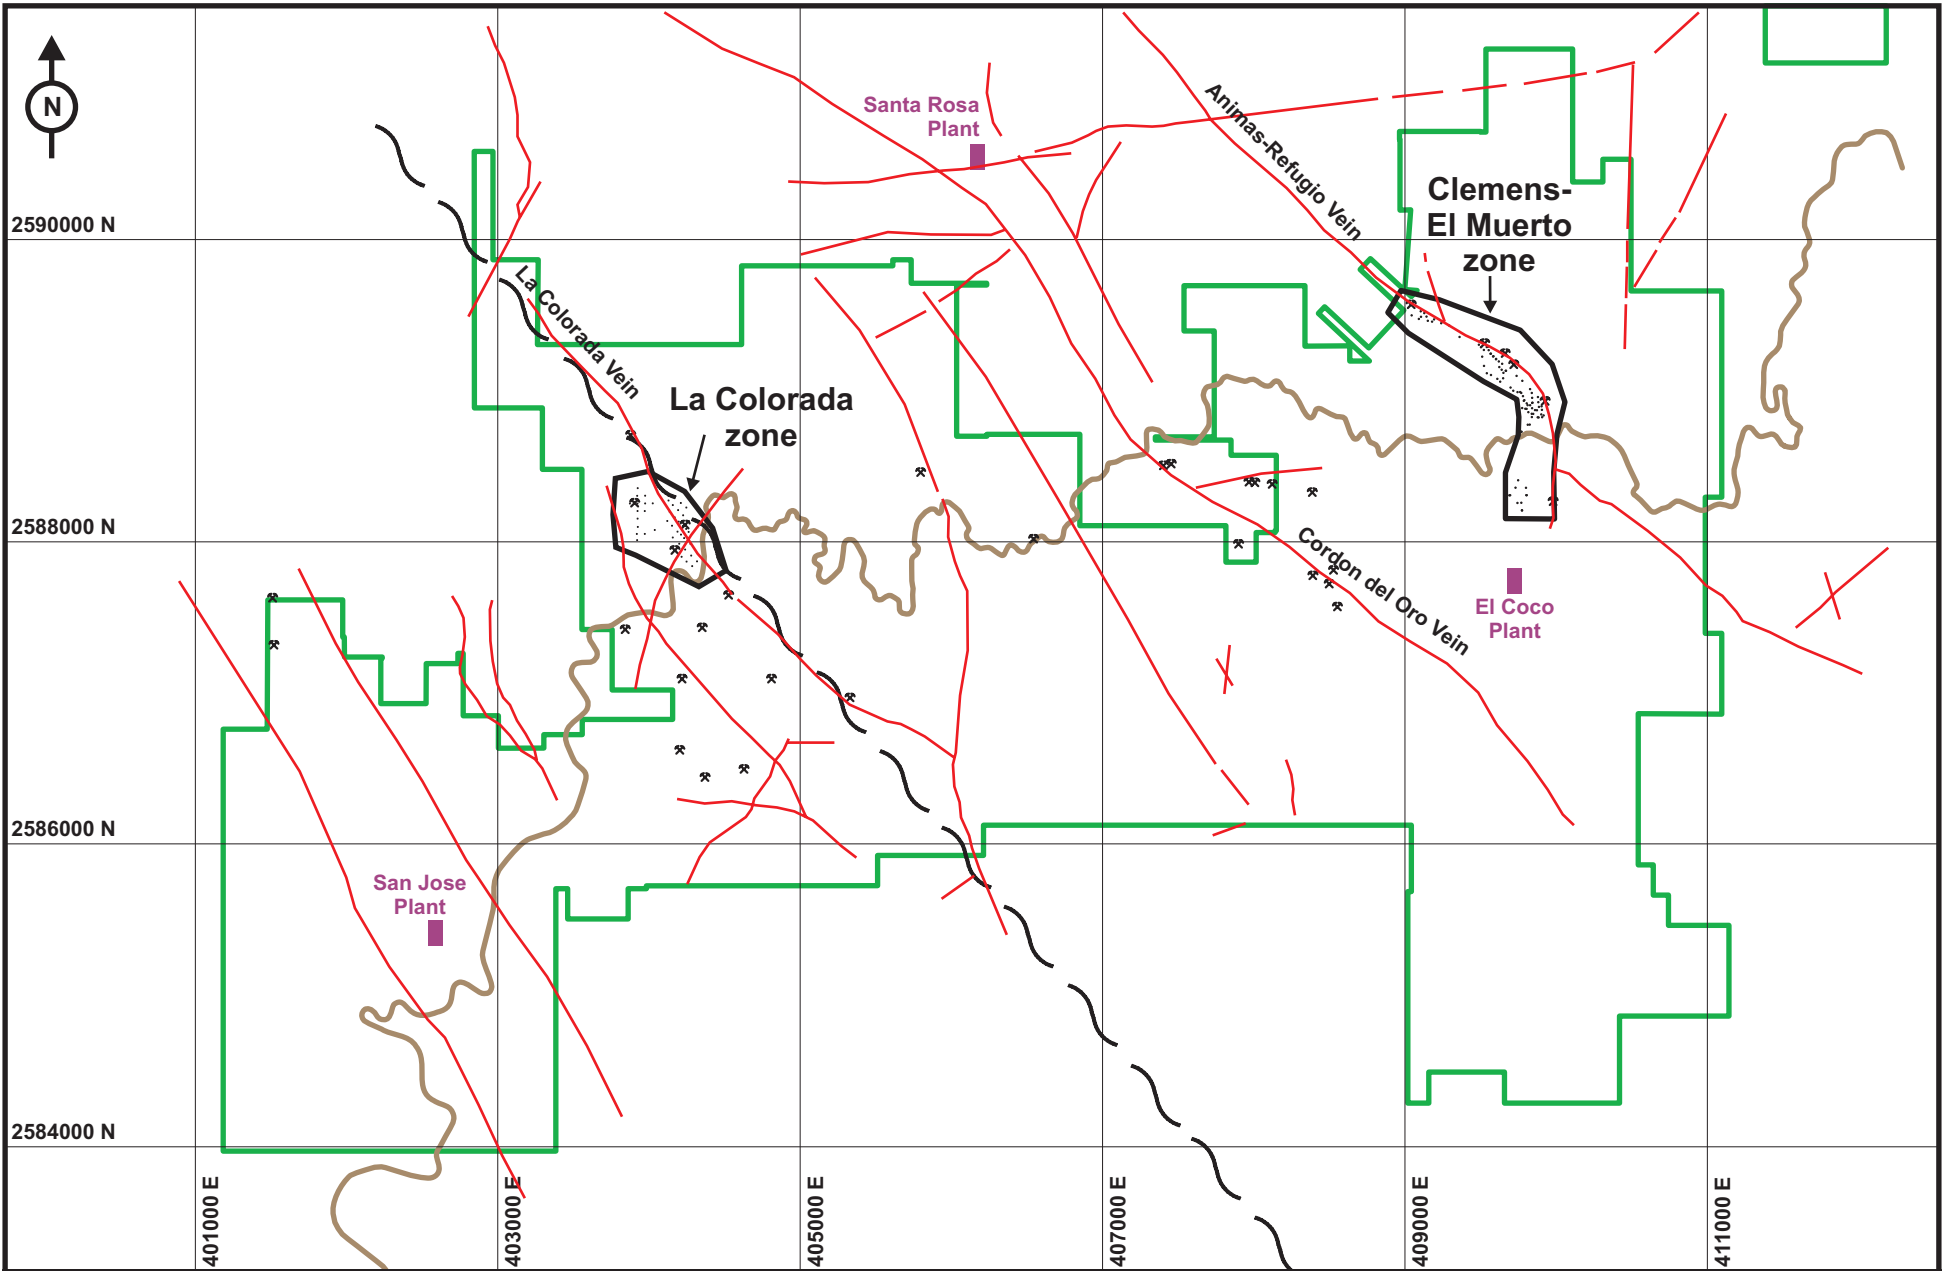 N
Santa Rosa
Plant
Animas-Refugio Vein
Clemens-
El Muerto
zone
2590000 N
La Colorada Vein
La Colorada
zone
2588000 N
Cordon del Oro Vein
El Coco
Plant
2586000 N
San Jose
Plant
2584000 N
401000 E
403000 E
405000 E
407000 E
409000 E
411000 E